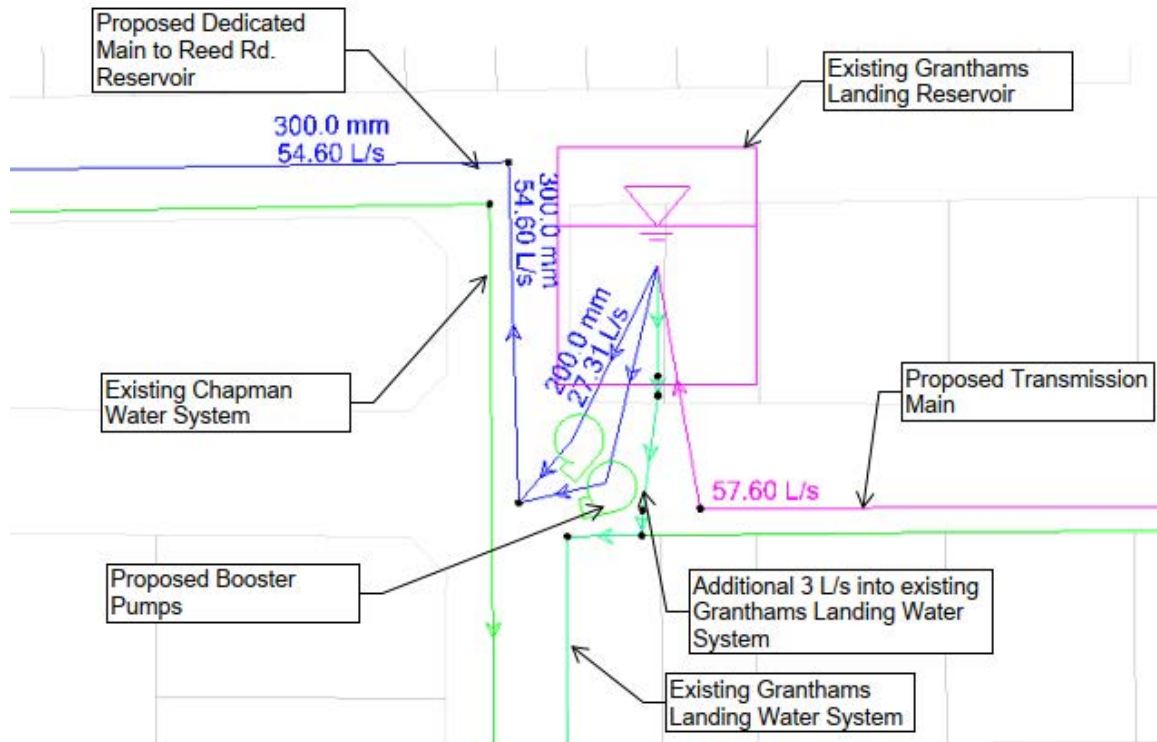 Proposed Dedicated
Main to Reed Rd.
Reservoir
Existing Granthams
Landing Reservoir
300.0 mm
54.60 L/s
300.0 mm
54.60 L/s
200.0 mm
27.31 L/s
Existing Chapman
Water System
Proposed Transmission
Main
57.60 L/s
Proposed Booster
Pumps
Additional 3 L/s into existing
Granthams Landing Water
System
Existing Granthams
Landing Water System